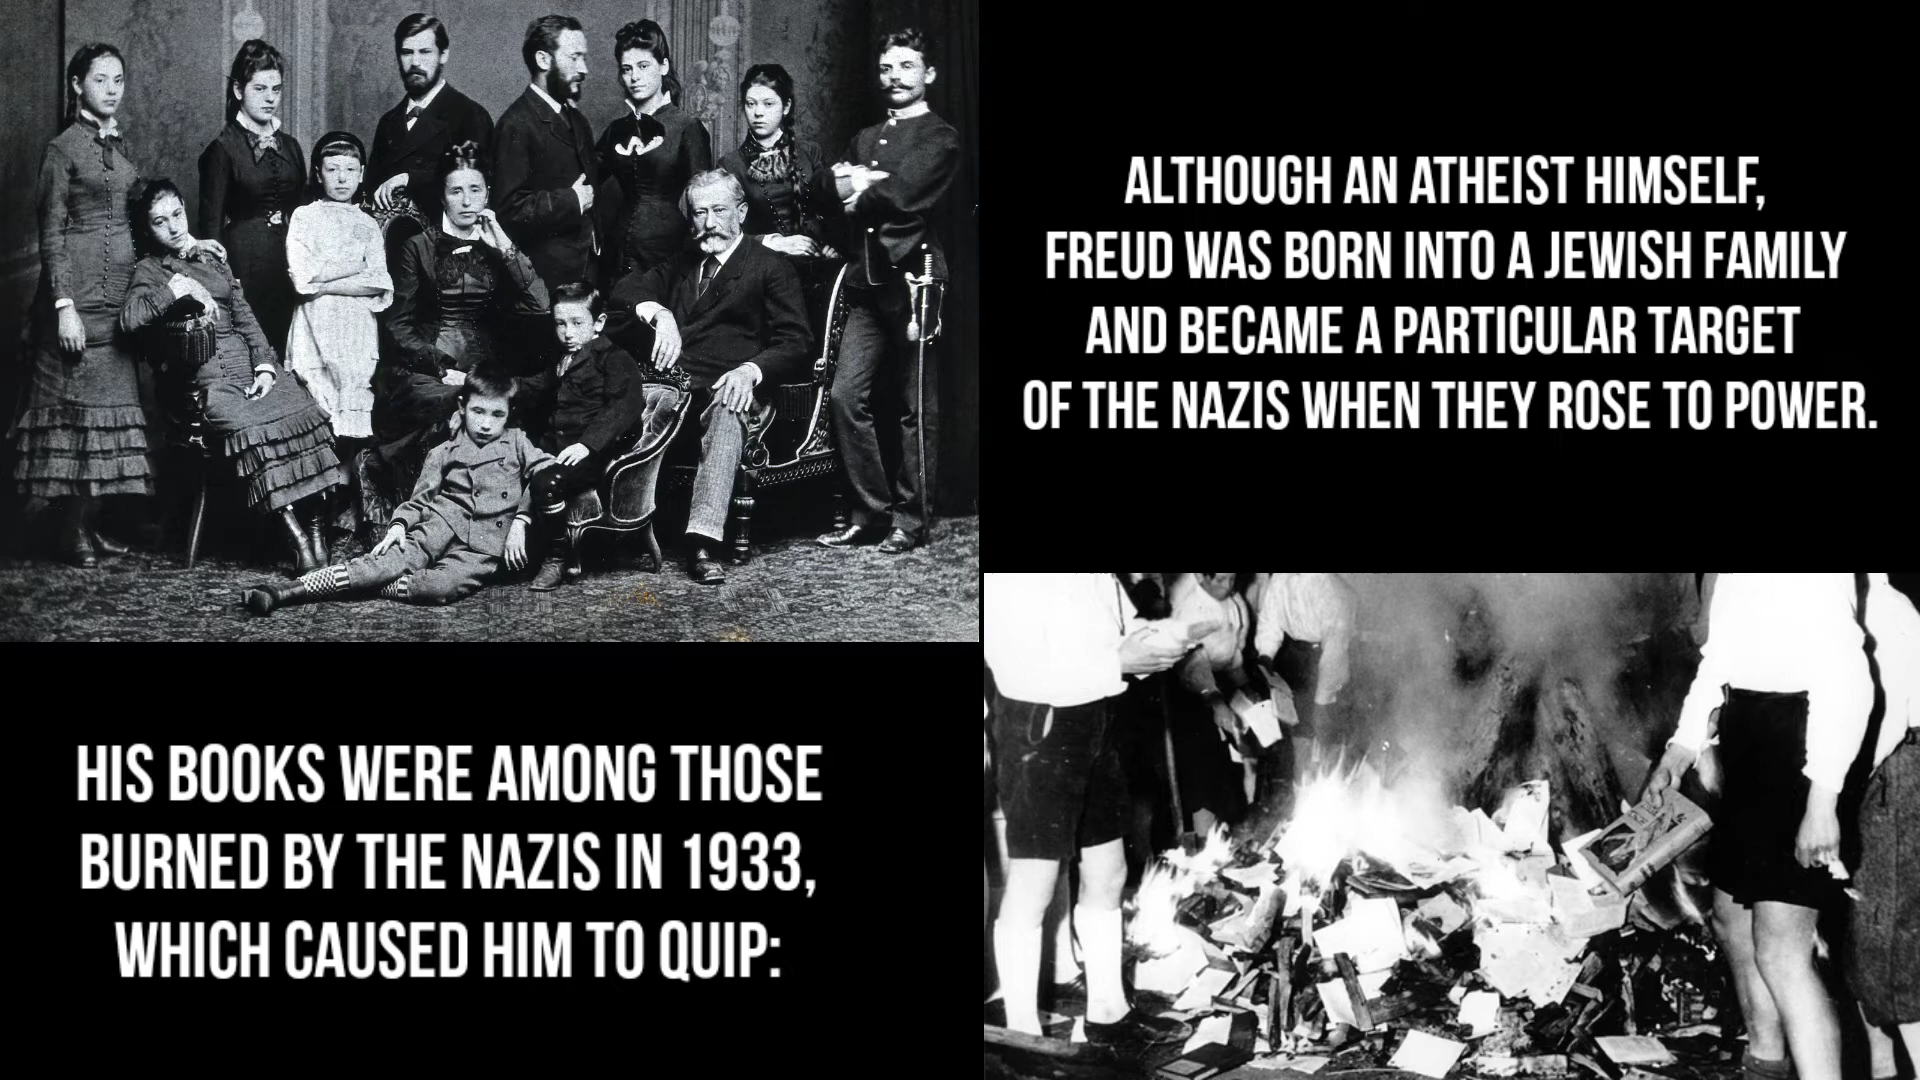 ALTHOUGH AN ATHEIST HIMSELF,
FREUD WAS BORN INTO A JEWISH FAMILY
AND BECAME A PARTICULAR TARGET
OF THE NAZIS WHEN THEY ROSE TO POWER.
HIS BOOKS WERE AMONG THOSE
BURNED BY THE NAZIS IN 1933,
WHICH CAUSED HIM TO QUIP: